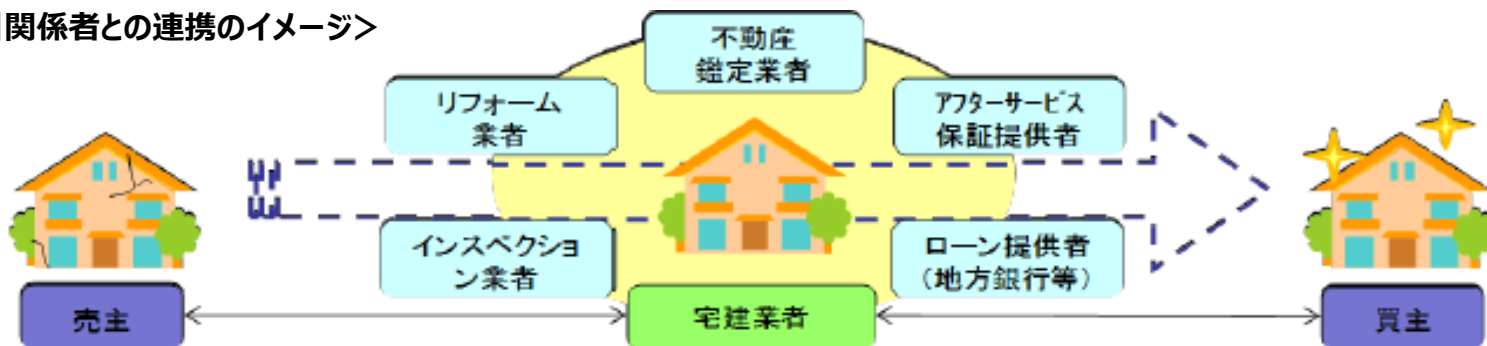 関係者との連携のイメージ＞
不動産
鑑定業者
リフォーム
業者
アフターサービス
保証提供者
インスペクショ
ン業者
ローン提供者
（地方銀行等）
売主
宅建業者
買主